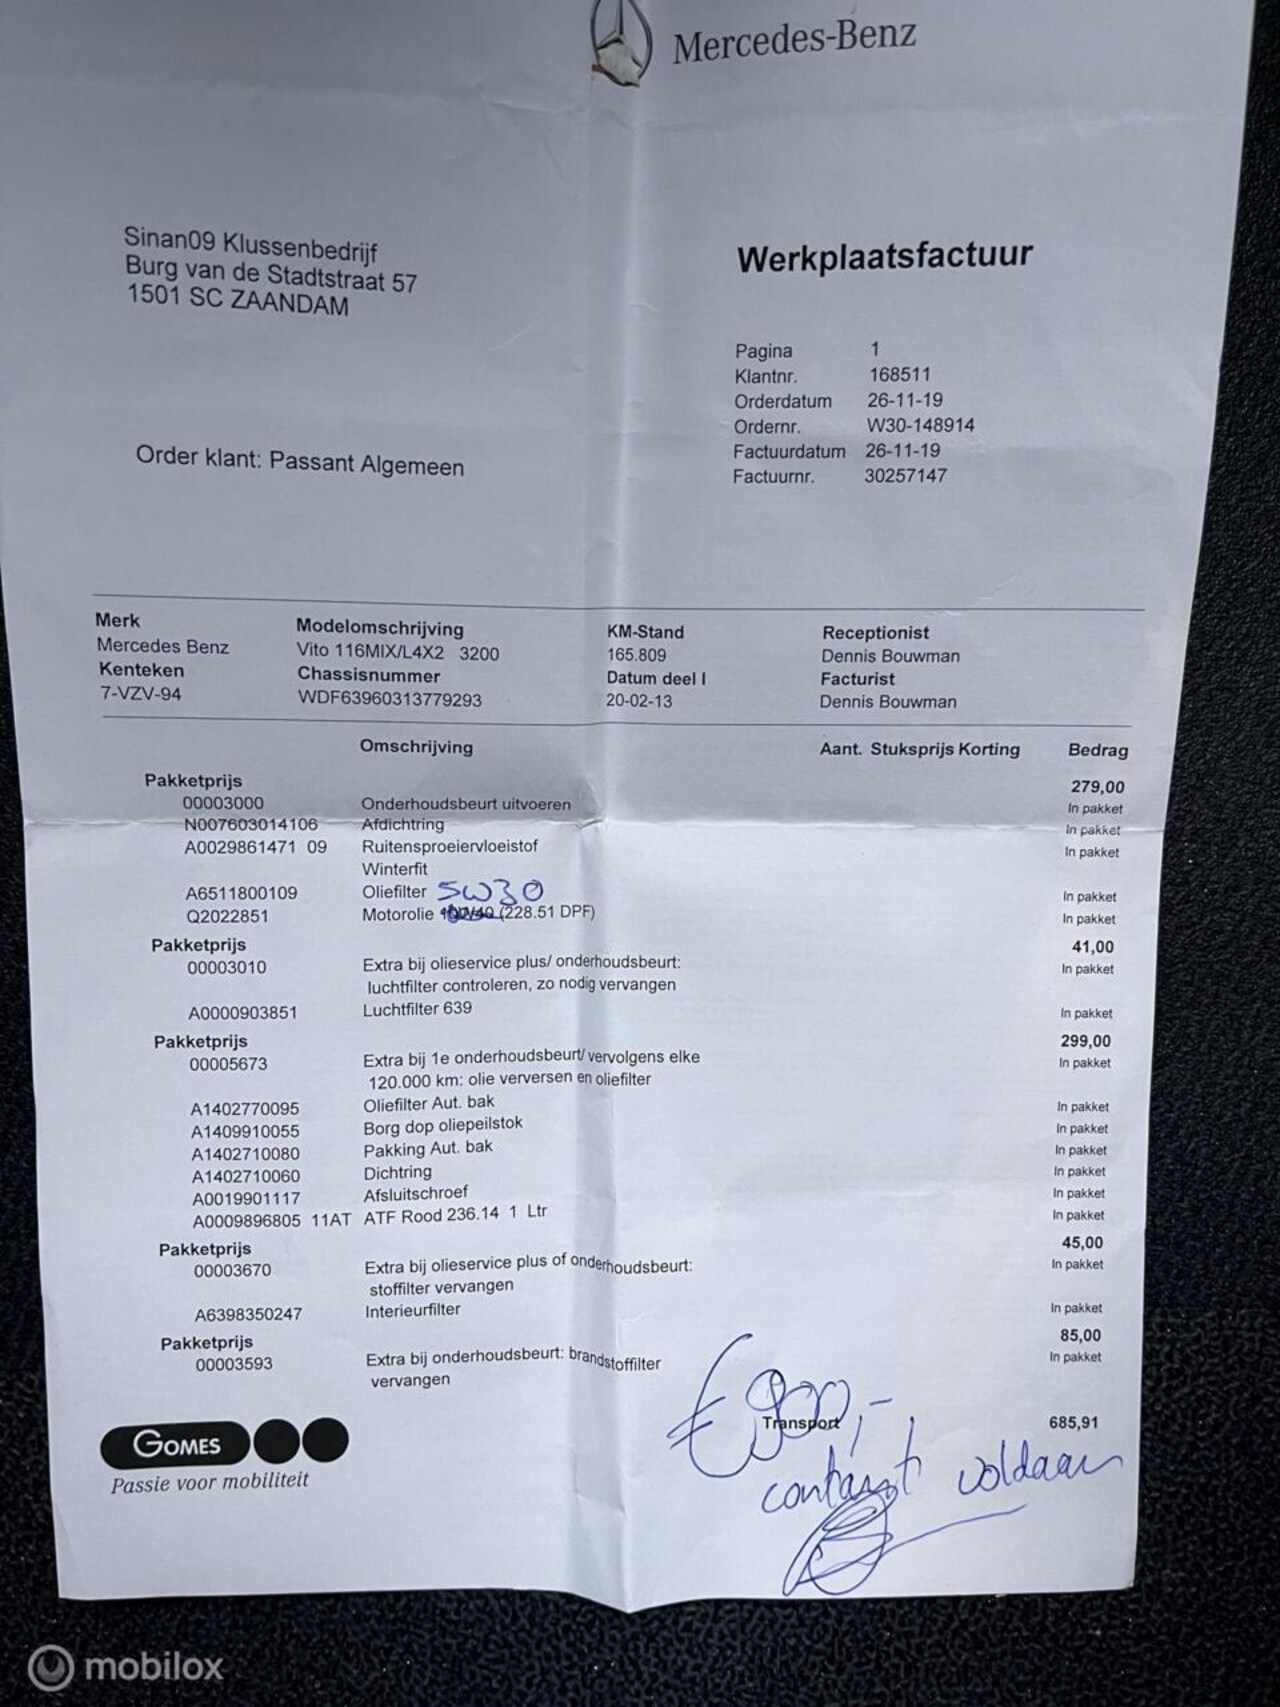 Mercedes-Benz
Sinan09 Klussenbedrijf
Burg van de Stadtstraat 57
1501 SC ZAANDAM
Werkplaatsfactuur
Pagina 1
Klantnr. 168511
Orderdatum 26-11-19
Ordernr. W30-148914
Factuurdatum 26-11-19
Factuurnr. 30257147
Order klant: Passant Algemeen
Merk Modelomschrijving KM-Stand Receptionist
Mercedes Benz Vito 116MIX/L4X2 3200 165.809 Dennis Bouwman
Kenteken Chassisnummer Datum deel I Facturist
7-VZV-94 WDF63960313779293 20-02-13 Dennis Bouwman
Omschrijving Aant. Stuksprijs Korting Bedrag
Pakketprijs 279,00
00003000 Onderhoudsbeurt uitvoeren In pakket
N007603014106 Afdichtring In pakket
A0029861471 09 Ruitensproeiervloeistof In pakket
Winterfit
A6511800109 Oliefilter 5W30 In pakket
Q2022851 Motorolie 10W40 (228.51 DPF) In pakket
Pakketprijs 41,00
00003010 Extra bij olieservice plus/ onderhoudsbeurt: In pakket
luchtfilter controleren, zo nodig vervangen
A0000903851 Luchtfilter 639 In pakket
Pakketprijs 299,00
00005673 Extra bij 1e onderhoudsbeurt/ vervolgens elke In pakket
120.000 km: olie verversen en oliefilter
A1402770095 Oliefilter Aut. bak In pakket
A1409910055 Borg dop oliepeilstok In pakket
A1402710080 Pakking Aut. bak In pakket
A1402710060 Dichtring In pakket
A0019901117 Afsluitschroef In pakket
A0009896805 11AT ATF Rood 236.14 1 Ltr In pakket
Pakketprijs 45,00
00003670 Extra bij olieservice plus of onderhoudsbeurt: In pakket
stoffilter vervangen
A6398350247 Interieurfilter In pakket
Pakketprijs 85,00
00003593 Extra bij onderhoudsbeurt: brandstoffilter In pakket
vervangen
€ 900,-
Transport 685,91
contant voldaan
GOMES
Passie voor mobiliteit
mobilox